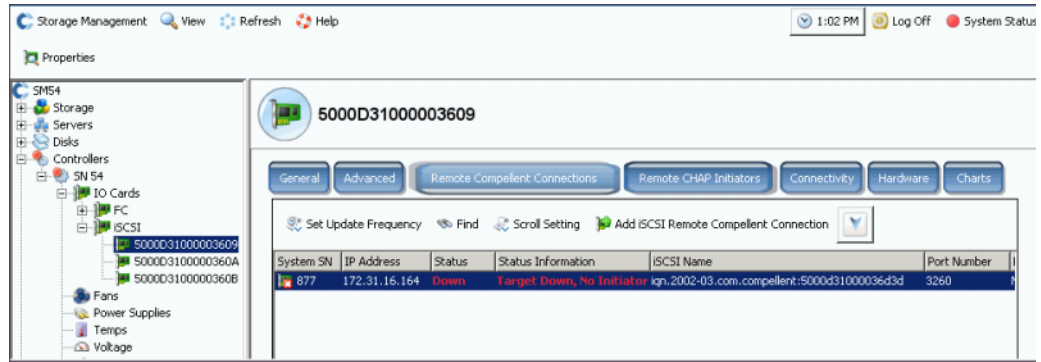 Storage Management View Refresh Help 1:02 PM Log Off System Status
Properties
SM54
Storage
Servers
Disks
Controllers
SN 54
IO Cards
FC
iSCSI
5000D31000003609
5000D3100000360A
5000D3100000360B
Fans
Power Supplies
Temps
Voltage
5000D31000003609
General Advanced Remote Compellent Connections Remote CHAP Initiators Connectivity Hardware Charts
Set Update Frequency Find Scroll Setting Add iSCSI Remote Compellent Connection
System SN IP Address Status Status Information iSCSI Name Port Number
877 172.31.16.164 Down Target Down, No Initiator iqn.2002-03.com.compellent:5000d31000036d3d 3260